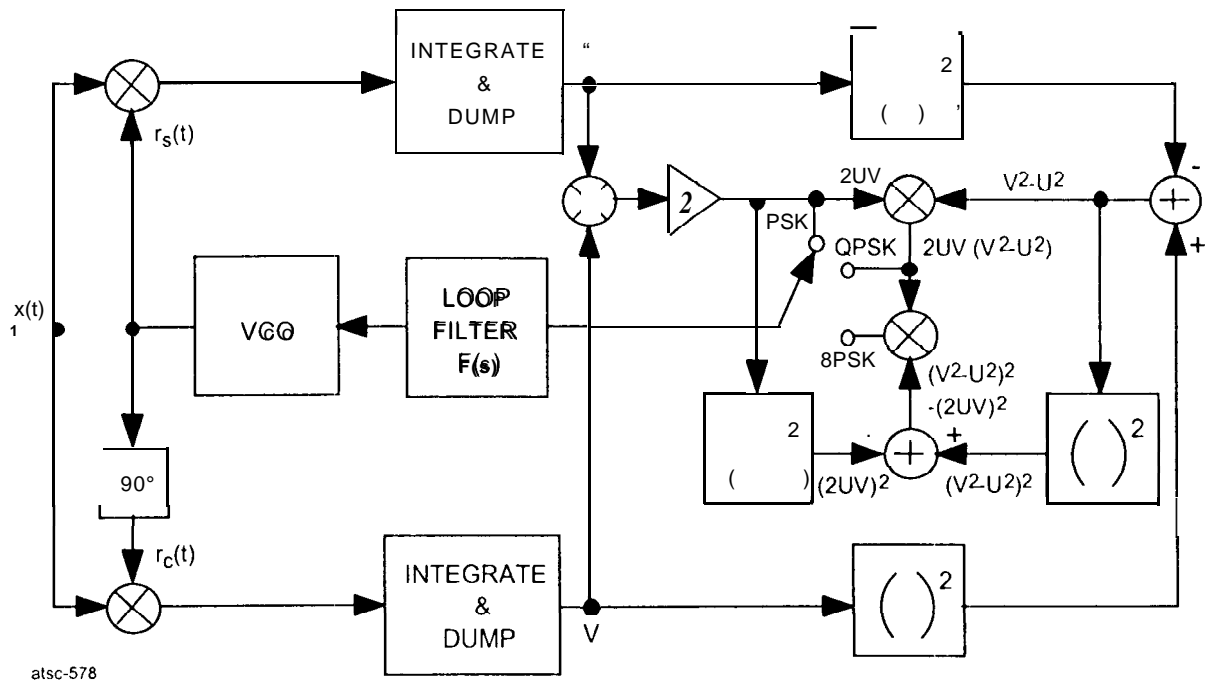 INTEGRATE
&
DUMP
“
2
( ) ’
rs(t)
2
2UV
V²-U²
-
+
+
PSK
QPSK
2UV (V²-U²)
x(t)
1
VCO
LOOP
FILTER
F(s)
8PSK
(V²-U²)²
-(2UV)²
90°
2
( )
(2UV)²
-
+
+
(V²-U²)²
( )²
rc(t)
INTEGRATE
&
DUMP
V
( )²
atsc-578